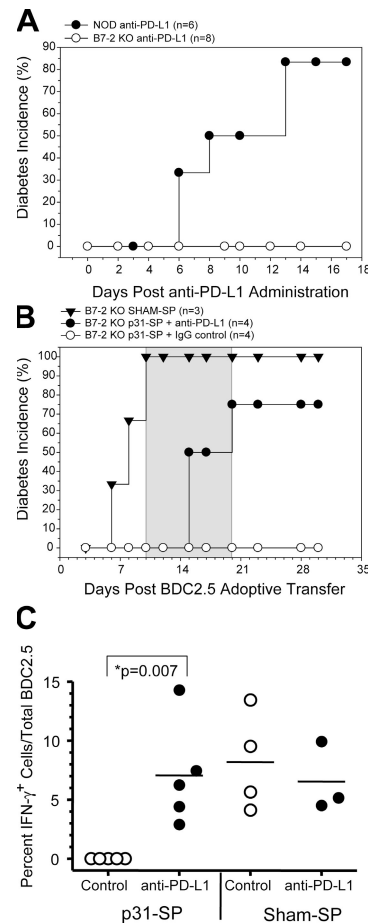 A
NOD anti-PD-L1 (n=6)
B7-2 KO anti-PD-L1 (n=8)
Diabetes Incidence (%)
90
80
70
60
50
40
30
20
10
0
0 2 4 6 8 10 12 14 16 18
Days Post anti-PD-L1 Administration
B
B7-2 KO SHAM-SP (n=3)
B7-2 KO p31-SP + anti-PD-L1 (n=4)
B7-2 KO p31-SP + IgG control (n=4)
Diabetes Incidence (%)
100
90
80
70
60
50
40
30
20
10
0
0 7 14 21 28 35
Days Post BDC2.5 Adoptive Transfer
C
Percent IFN-γ+ Cells/Total BDC2.5
15
10
5
0
*p=0.007
Control anti-PD-L1 Control anti-PD-L1
p31-SP Sham-SP